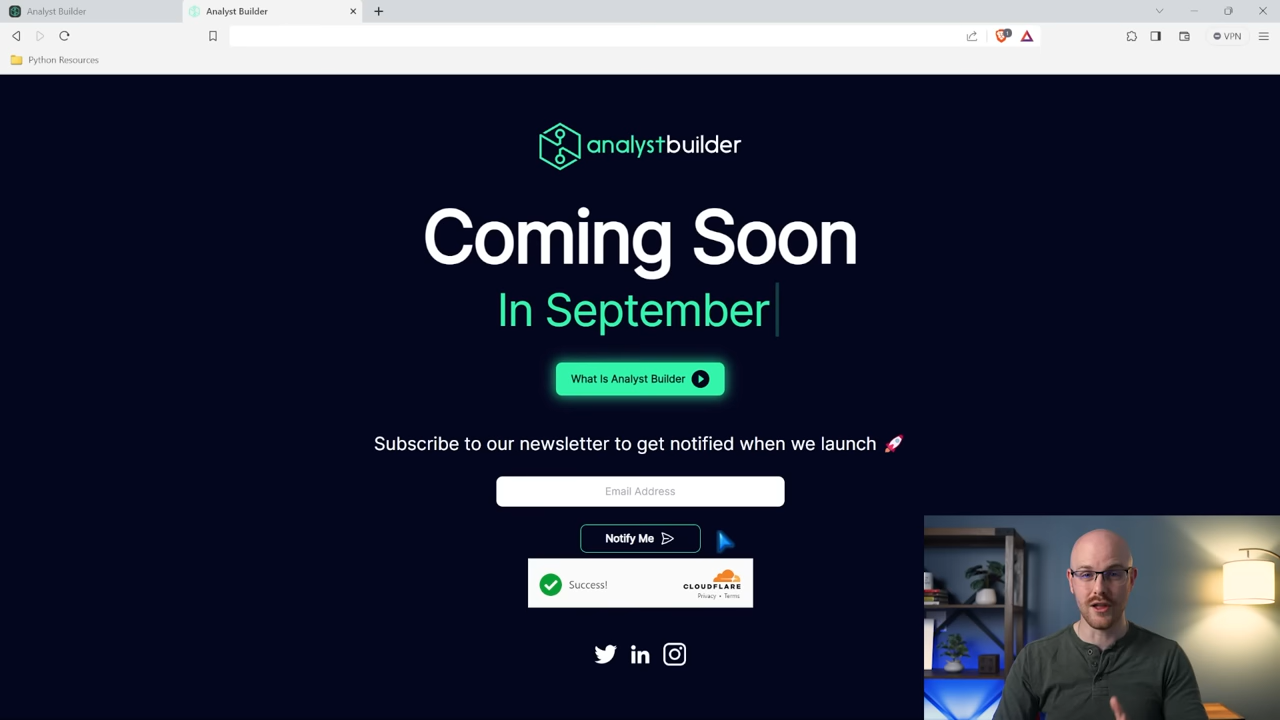 Analyst Builder
Analyst Builder
VPN
Python Resources
analystbuilder
Coming Soon
In September
What Is Analyst Builder
Subscribe to our newsletter to get notified when we launch 🚀
Email Address
Notify Me
Success!
CLOUDFLARE
Privacy • Terms